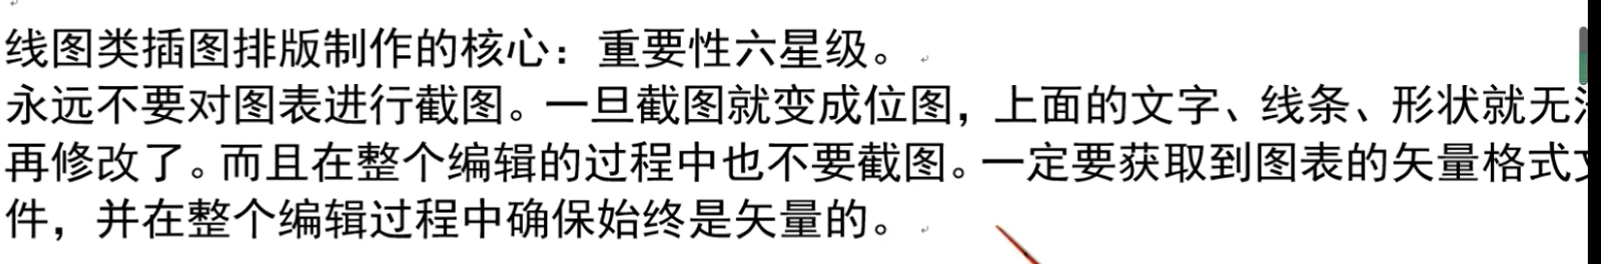 线图类插图排版制作的核心：重要性六星级。
永远不要对图表进行截图。一旦截图就变成位图，上面的文字、线条、形状就无
再修改了。而且在整个编辑的过程中也不要截图。一定要获取到图表的矢量格式
件，并在整个编辑过程中确保始终是矢量的。